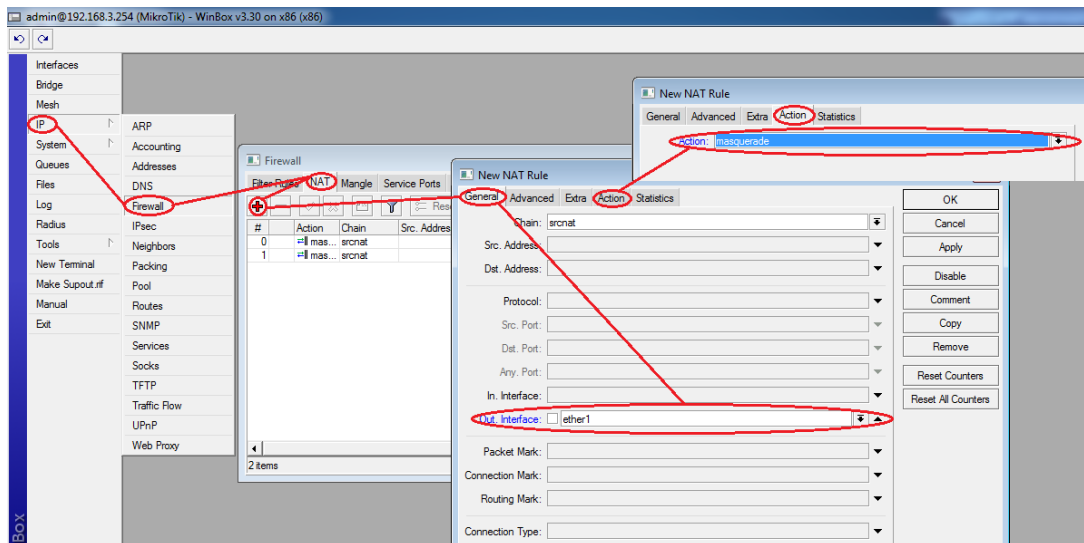 admin@192.168.3.254 (MikroTik) - WinBox v3.30 on x86 (x86)
Interfaces
Bridge
Mesh
IP
System
Queues
Files
Log
Radius
Tools
New Terminal
Make Supout.rif
Manual
Exit
ARP
Accounting
Addresses
DNS
Firewall
IPsec
Neighbors
Packing
Pool
Routes
SNMP
Services
Socks
TFTP
Traffic Flow
UPnP
Web Proxy
Firewall
Filter Rules NAT Mangle Service Ports
Res
# Action Chain Src. Addres
0 mas... srcnat
1 mas... srcnat
2 items
New NAT Rule
General Advanced Extra Action Statistics
Chain: srcnat
Src. Address:
Dst. Address:
Protocol:
Src. Port:
Dst. Port:
Any. Port:
In. Interface:
Out. Interface: ether1
Packet Mark:
Connection Mark:
Routing Mark:
Connection Type:
OK
Cancel
Apply
Disable
Comment
Copy
Remove
Reset Counters
Reset All Counters
New NAT Rule
General Advanced Extra Action Statistics
Action: masquerade
Box